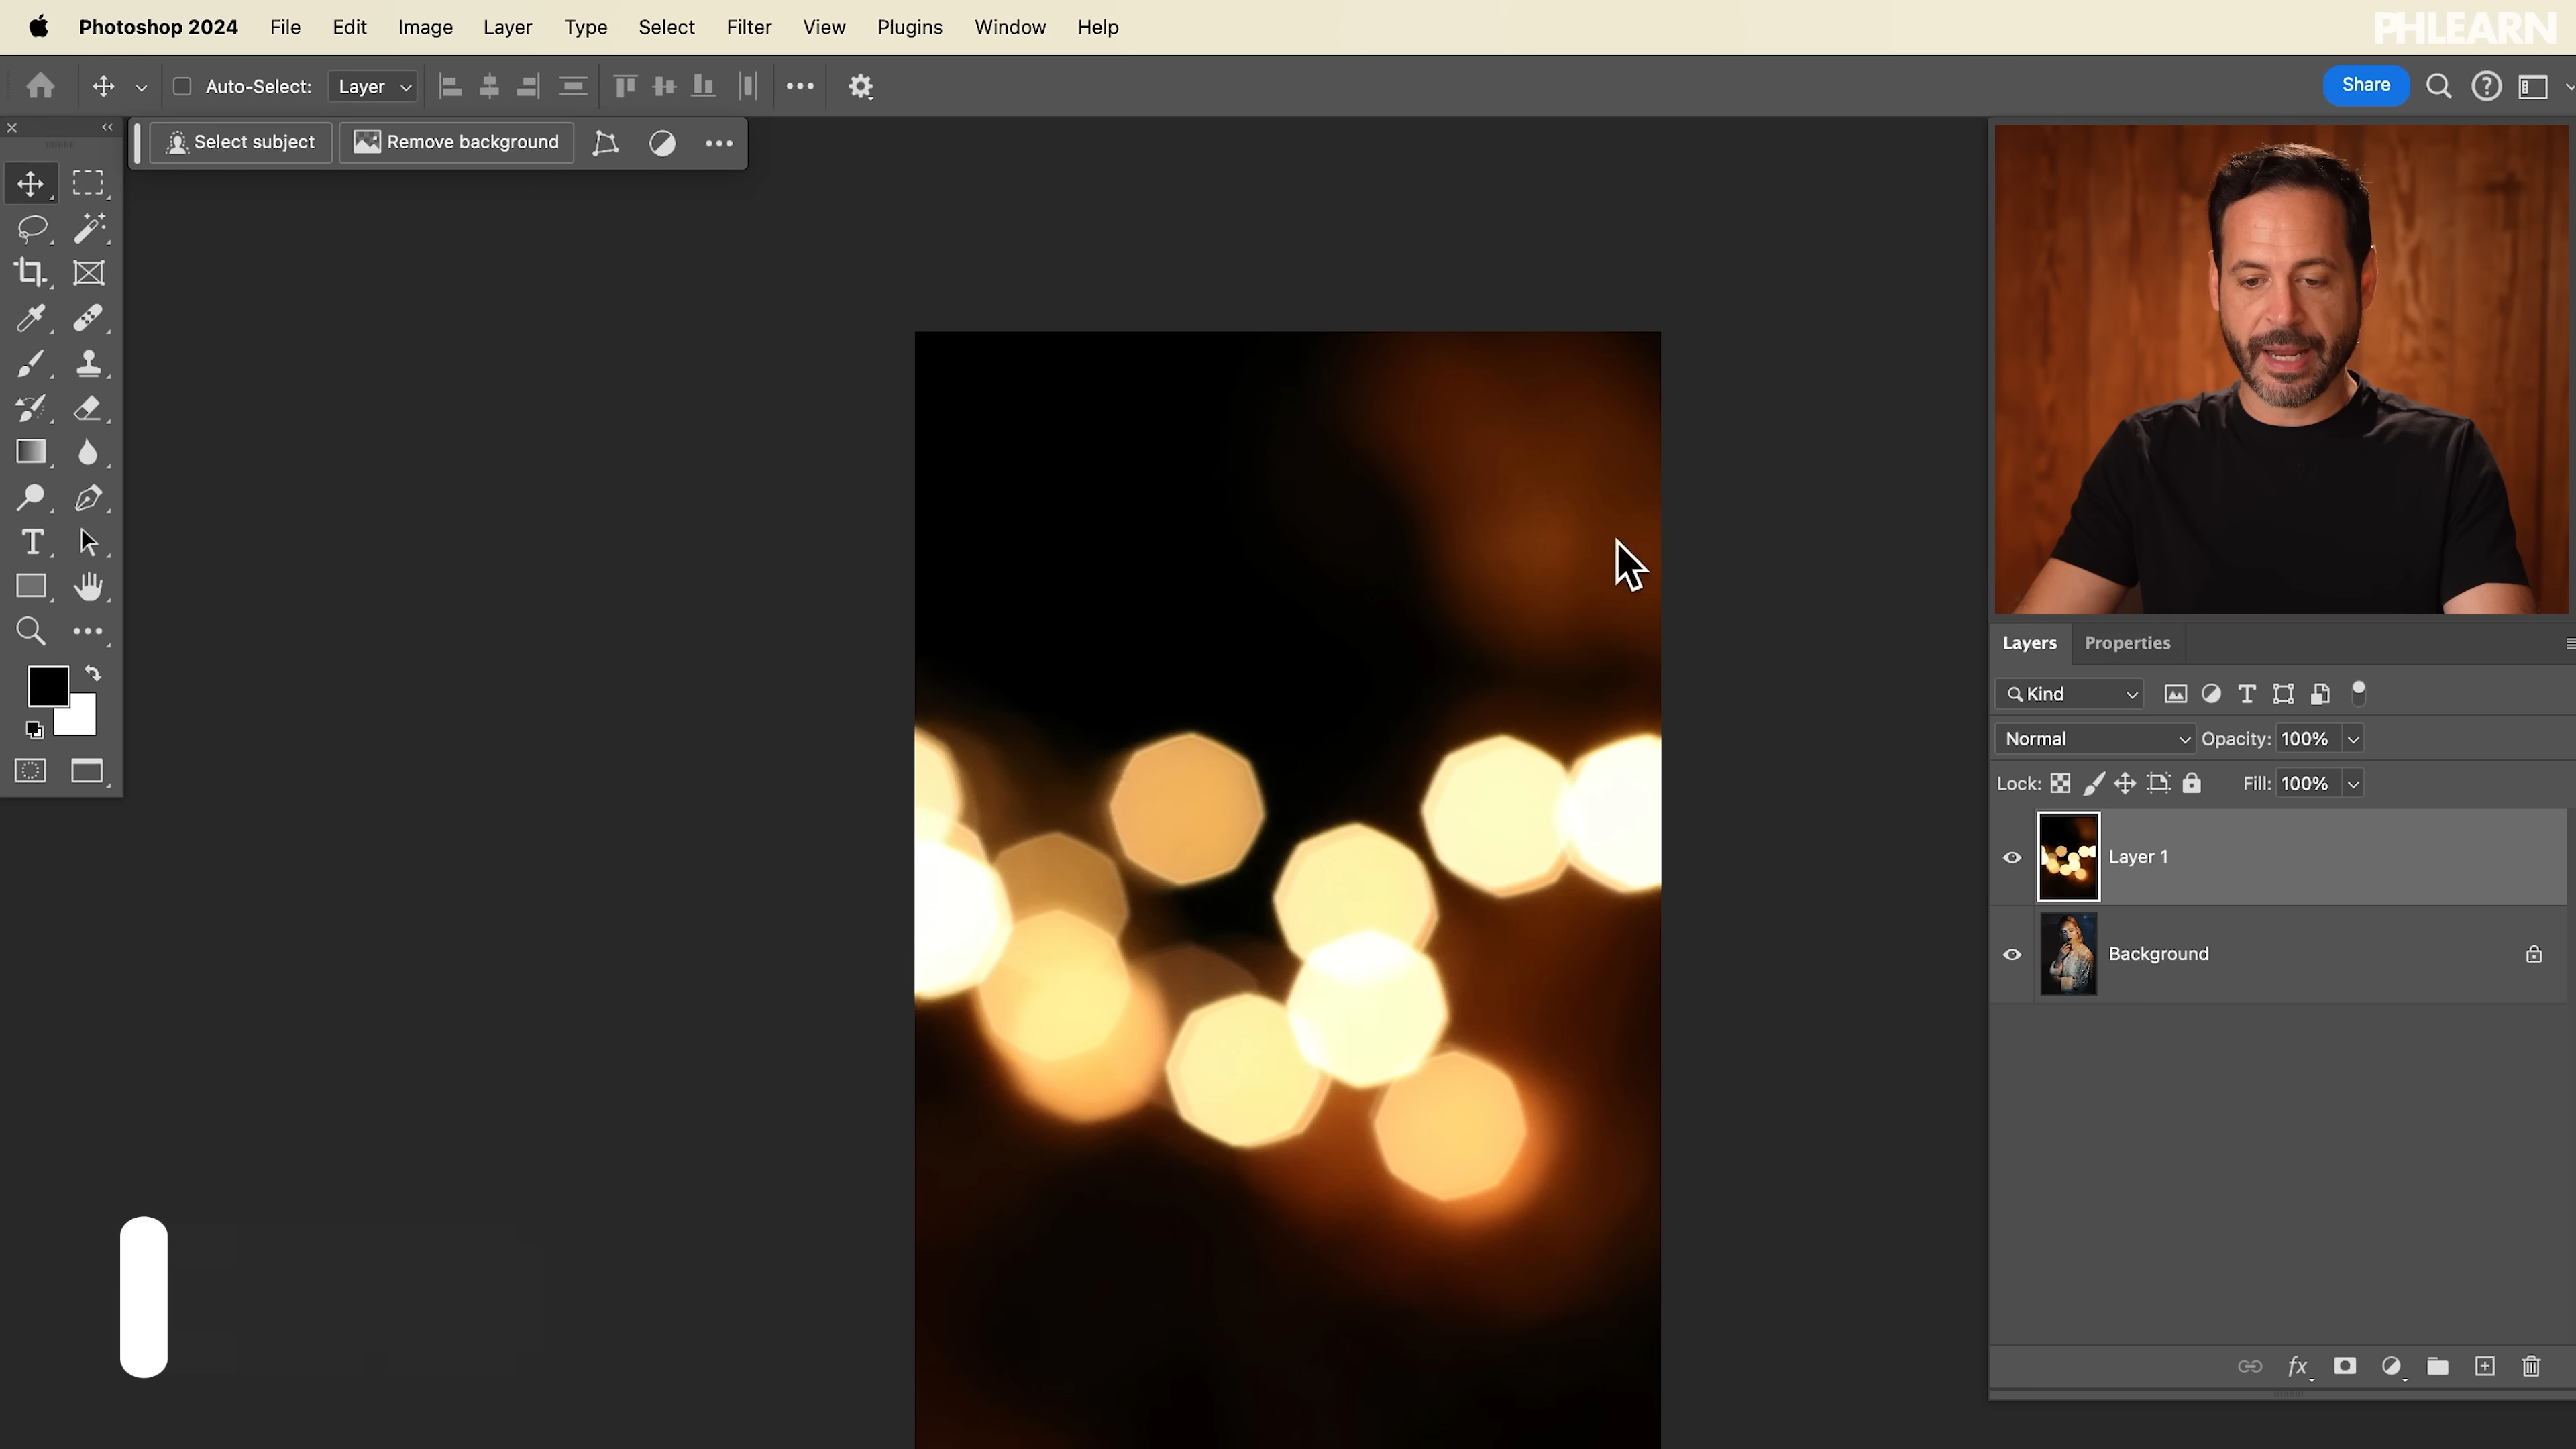 Photoshop 2024 File Edit Image Layer Type Select Filter View Plugins Window Help
PHLEARN
Auto-Select: Layer
Share
Select subject Remove background
Layers Properties
Kind
Normal Opacity: 100%
Lock: Fill: 100%
Layer 1
Background
fx